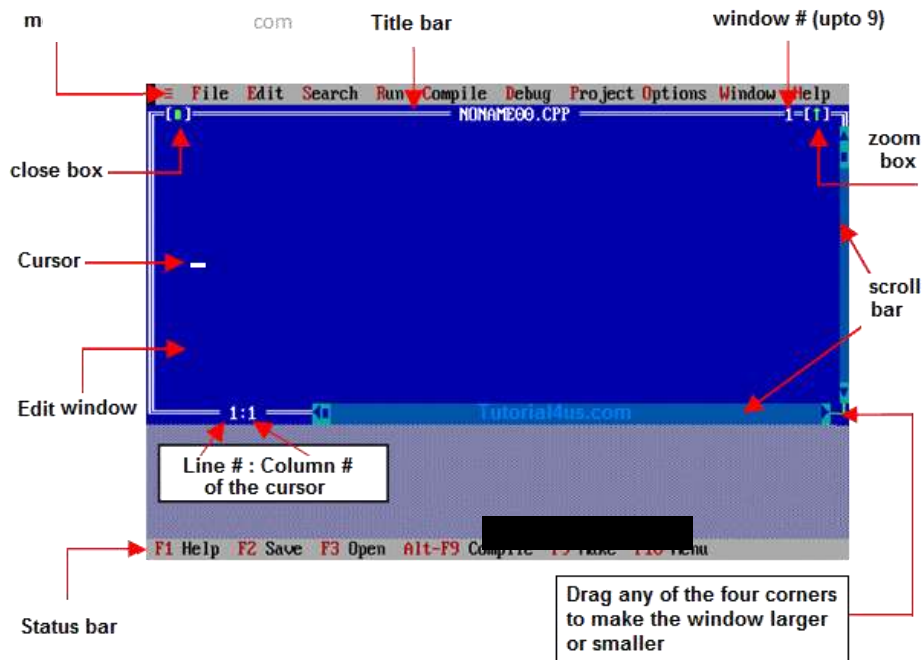 m com Title bar window # (upto 9)
≡ File Edit Search Run Compile Debug Project Options Window Help
NONAME00.CPP 1 [↑]
close box
zoom box
Cursor
scroll bar
Edit window
1:1
Tutorial4us.com
Line # : Column #
of the cursor
F1 Help F2 Save F3 Open Alt-F9 Menu
Status bar
Drag any of the four corners
to make the window larger
or smaller